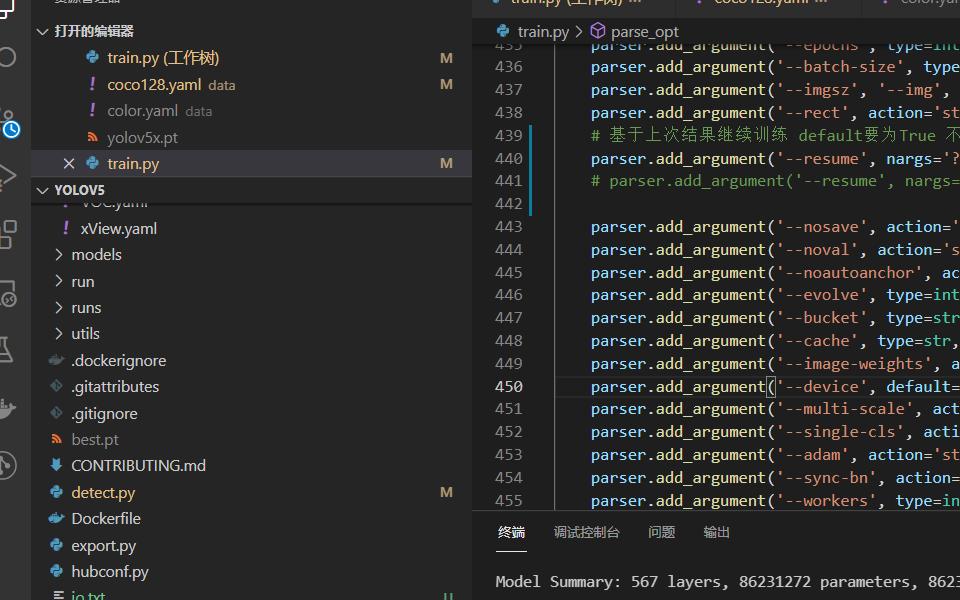 资源管理器
打开的编辑器
train.py (工作树) M
coco128.yaml data M
color.yaml data
yolov5x.pt
train.py M
YOLOV5
VOC.yaml
xView.yaml
models
run
runs
utils
.dockerignore
.gitattributes
.gitignore
best.pt
CONTRIBUTING.md
detect.py M
Dockerfile
export.py
hubconf.py
io.txt U
train.py (工作树) ... coco128.yaml ... color.yaml
train.py > parse_opt
435 parser.add_argument('--epochs', type=int
436 parser.add_argument('--batch-size', type
437 parser.add_argument('--imgsz', '--img',
438 parser.add_argument('--rect', action='st
439 # 基于上次结果继续训练 default要为True 不
440 parser.add_argument('--resume', nargs='?
441 # parser.add_argument('--resume', nargs=
442
443 parser.add_argument('--nosave', action='
444 parser.add_argument('--noval', action='s
445 parser.add_argument('--noautoanchor', ac
446 parser.add_argument('--evolve', type=int
447 parser.add_argument('--bucket', type=str
448 parser.add_argument('--cache', type=str,
449 parser.add_argument('--image-weights', a
450 parser.add_argument('--device', default=
451 parser.add_argument('--multi-scale', act
452 parser.add_argument('--single-cls', acti
453 parser.add_argument('--adam', action='st
454 parser.add_argument('--sync-bn', action=
455 parser.add_argument('--workers', type=in
终端 调试控制台 问题 输出
Model Summary: 567 layers, 86231272 parameters, 8623